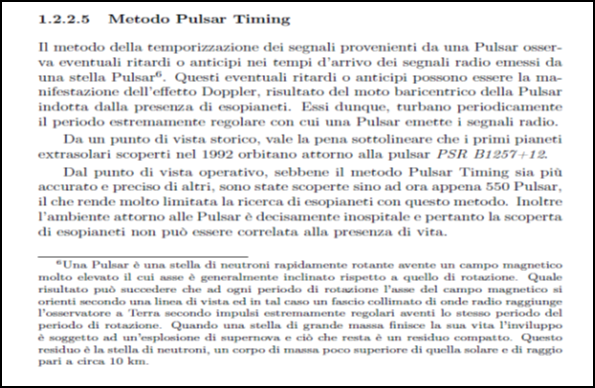 1.2.2.5 Metodo Pulsar Timing
Il metodo della temporizzazione dei segnali provenienti da una Pulsar osser-
va eventuali ritardi o anticipi nei tempi d'arrivo dei segnali radio emessi da
una stella Pulsar⁶. Questi eventuali ritardi o anticipi possono essere la ma-
nifestazione dell'effetto Doppler, risultato del moto baricentrico della Pulsar
indotta dalla presenza di esopianeti. Essi dunque, turbano periodicamente
il periodo estremamente regolare con cui una Pulsar emette i segnali radio.
Da un punto di vista storico, vale la pena sottolineare che i primi pianeti
extrasolari scoperti nel 1992 orbitano attorno alla pulsar PSR B1257+12.
Dal punto di vista operativo, sebbene il metodo Pulsar Timing sia più
accurato e preciso di altri, sono state scoperte sino ad ora appena 550 Pulsar,
il che rende molto limitata la ricerca di esopianeti con questo metodo. Inoltre
l'ambiente attorno alle Pulsar è decisamente inospitale e pertanto la scoperta
di esopianeti non può essere correlata alla presenza di vita.
⁶Una Pulsar è una stella di neutroni rapidamente rotante avente un campo magnetico
molto elevato il cui asse è generalmente inclinato rispetto a quello di rotazione. Quale
risultato può succedere che ad ogni periodo di rotazione l'asse del campo magnetico si
orienti secondo una linea di vista ed in tal caso un fascio collimato di onde radio raggiunge
l'osservatore a Terra secondo impulsi estremamente regolari aventi lo stesso periodo del
periodo di rotazione. Quando una stella di grande massa finisce la sua vita l'inviluppo
è soggetto ad un'esplosione di supernova e ciò che resta è un residuo compatto. Questo
residuo è la stella di neutroni, un corpo di massa poco superiore di quella solare e di raggio
pari a circa 10 km.